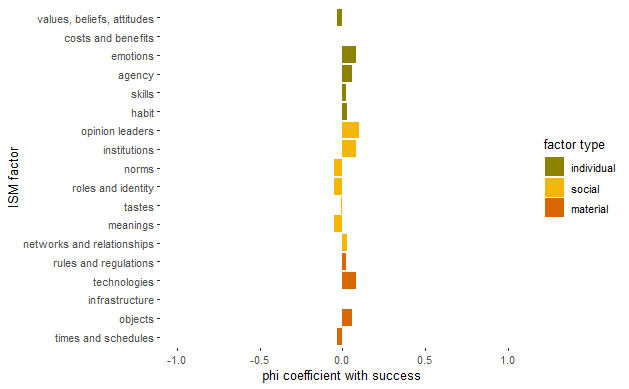 values, beliefs, attitudes
costs and benefits
emotions
agency
skills
habit
opinion leaders
institutions
norms
roles and identity
tastes
meanings
networks and relationships
rules and regulations
technologies
infrastructure
objects
times and schedules
ISM factor
-1.0 -0.5 0.0 0.5 1.0
phi coefficient with success
factor type
individual
social
material